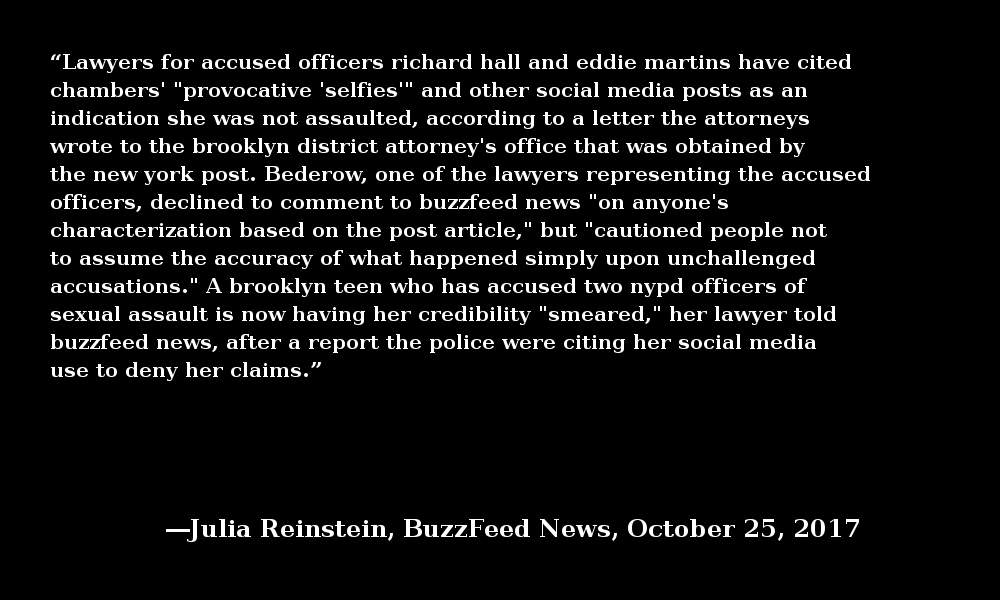 “Lawyers for accused officers richard hall and eddie martins have cited
chambers' "provocative 'selfies'" and other social media posts as an
indication she was not assaulted, according to a letter the attorneys
wrote to the brooklyn district attorney's office that was obtained by
the new york post. Bederow, one of the lawyers representing the accused
officers, declined to comment to buzzfeed news "on anyone's
characterization based on the post article," but "cautioned people not
to assume the accuracy of what happened simply upon unchallenged
accusations." A brooklyn teen who has accused two nypd officers of
sexual assault is now having her credibility "smeared," her lawyer told
buzzfeed news, after a report the police were citing her social media
use to deny her claims.”
—Julia Reinstein, BuzzFeed News, October 25, 2017